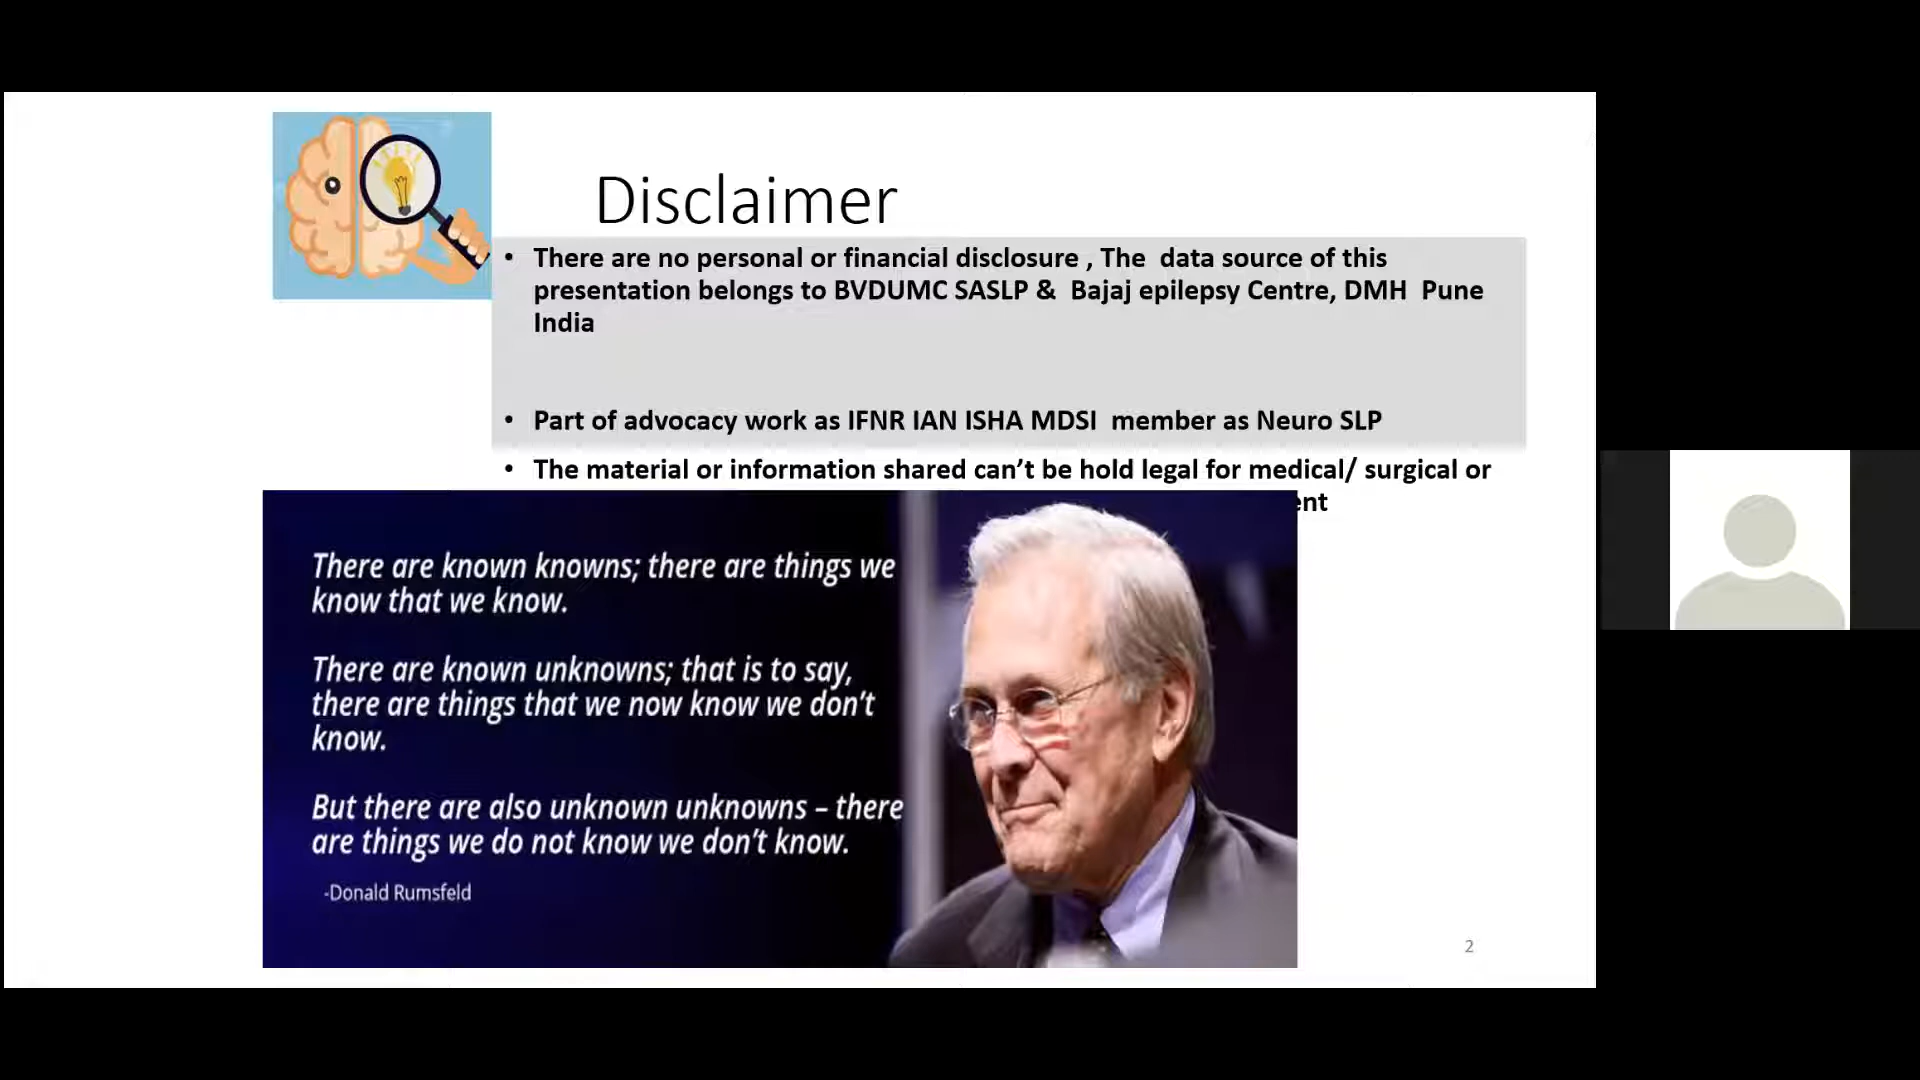 Disclaimer
• There are no personal or financial disclosure , The data source of this
presentation belongs to BVDUMC SASLP & Bajaj epilepsy Centre, DMH Pune
India
• Part of advocacy work as IFNR IAN ISHA MDSI member as Neuro SLP
• The material or information shared can’t be hold legal for medical/ surgical or
There are known knowns; there are things we
know that we know.
There are known unknowns; that is to say,
there are things that we now know we don’t
know.
But there are also unknown unknowns – there
are things we do not know we don’t know.
-Donald Rumsfeld
2